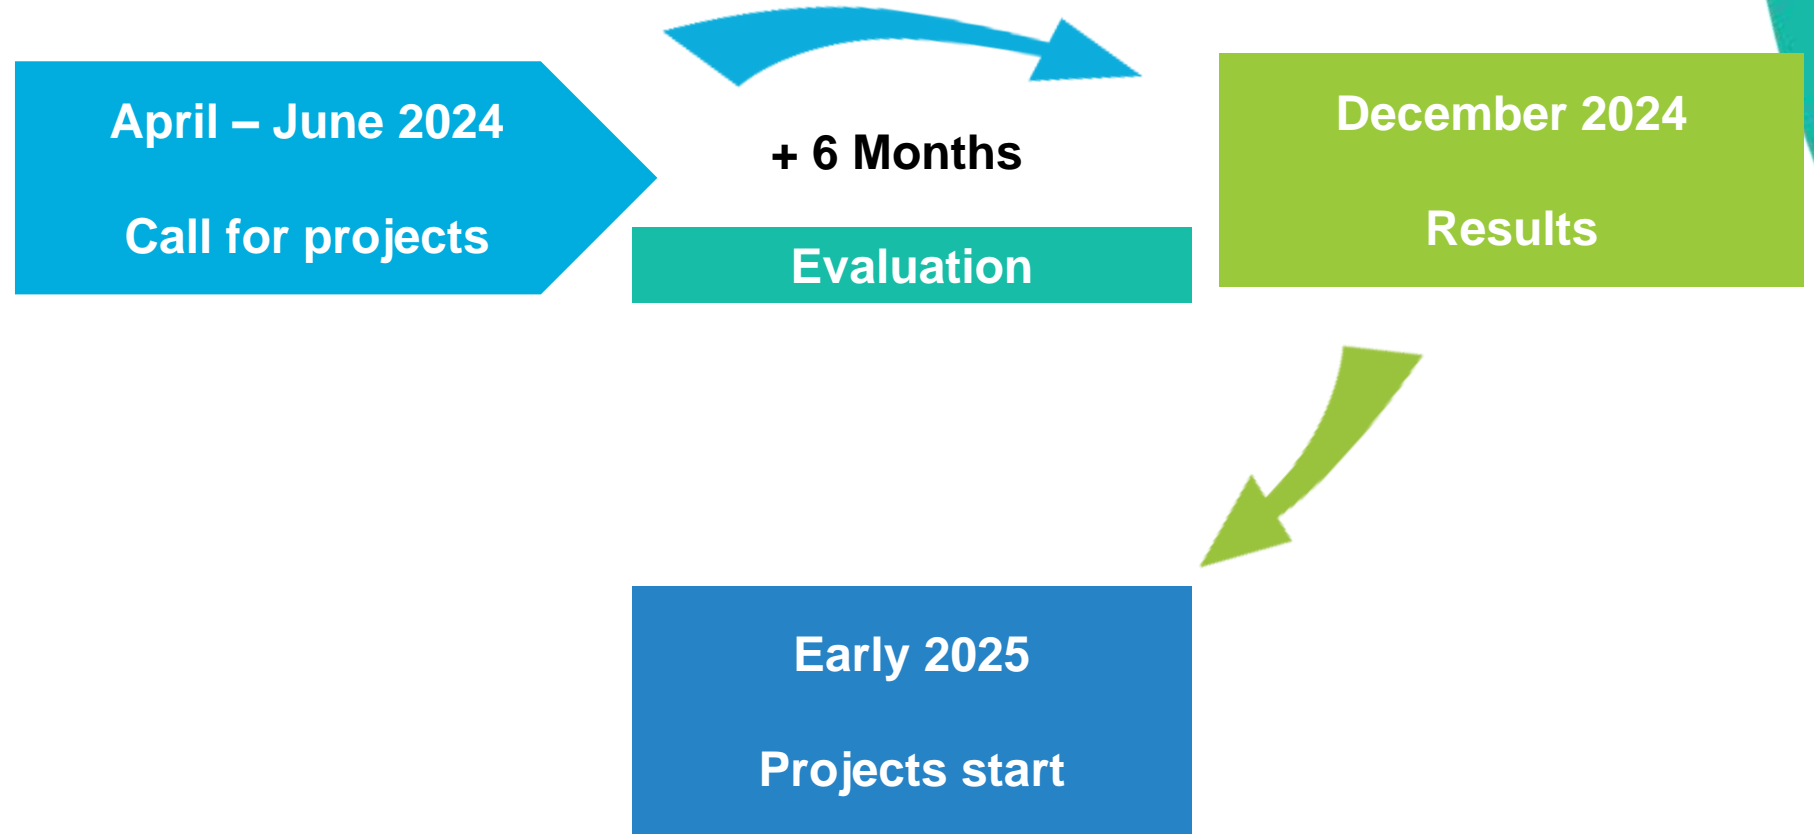 April – June 2024
Call for projects
+ 6 Months
Evaluation
December 2024
Results
Early 2025
Projects start